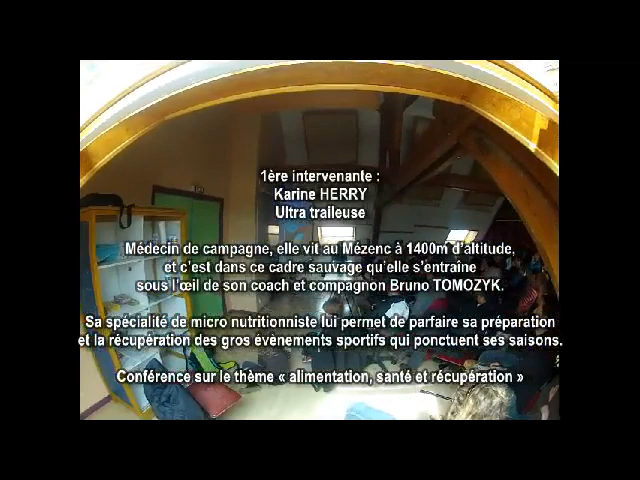 1ère intervenante :
Karine HERRY
Ultra traileuse
Médecin de campagne, elle vit au Mézenc à 1400m d'altitude,
et c'est dans ce cadre sauvage qu'elle s'entraîne
sous l'œil de son coach et compagnon Bruno TOMOZYK.
Sa spécialité de micro nutritionniste lui permet de parfaire sa préparation
et la récupération des gros évènements sportifs qui ponctuent ses saisons.
Conférence sur le thème « alimentation, santé et récupération »